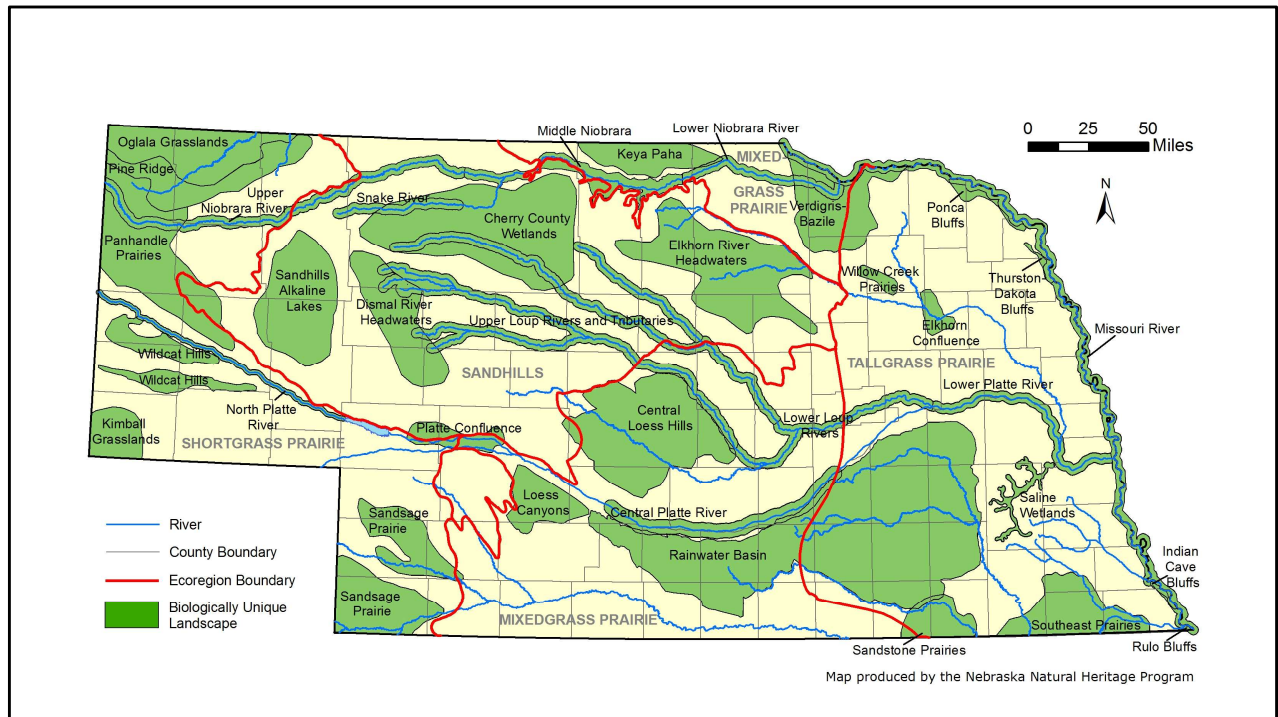 Middle Niobrara
Lower Niobrara River
0 25 50
Miles
Oglala Grasslands
Keya Paha
MIXED-
Pine Ridge
GRASS
PRAIRIE
Upper
Niobrara River
Snake River
N
Cherry County
Wetlands
Verdigris-
Bazile
Ponca
Bluffs
Panhandle
Prairies
Elkhorn River
Headwaters
Sandhills
Alkaline
Lakes
Willow Creek
Prairies
Thurston-
Dakota
Bluffs
Dismal River
Headwaters
Upper Loup Rivers and Tributaries
Elkhorn
Confluence
Missouri River
Wildcat Hills
TALLGRASS PRAIRIE
Wildcat Hills
SANDHILLS
Lower Platte River
North Platte
River
Central
Loess Hills
Lower Loup
Rivers
Kimball
Grasslands
SHORTGRASS PRAIRIE
Platte Confluence
Loess
Canyons
Saline
Wetlands
Sandsage
Prairie
Central Platte River
River
County Boundary
Ecoregion Boundary
Biologically Unique
Landscape
Rainwater Basin
Indian
Cave
Bluffs
Sandsage
Prairie
MIXEDGRASS PRAIRIE
Southeast Prairies
Sandstone Prairies
Rulo Bluffs
Map produced by the Nebraska Natural Heritage Program